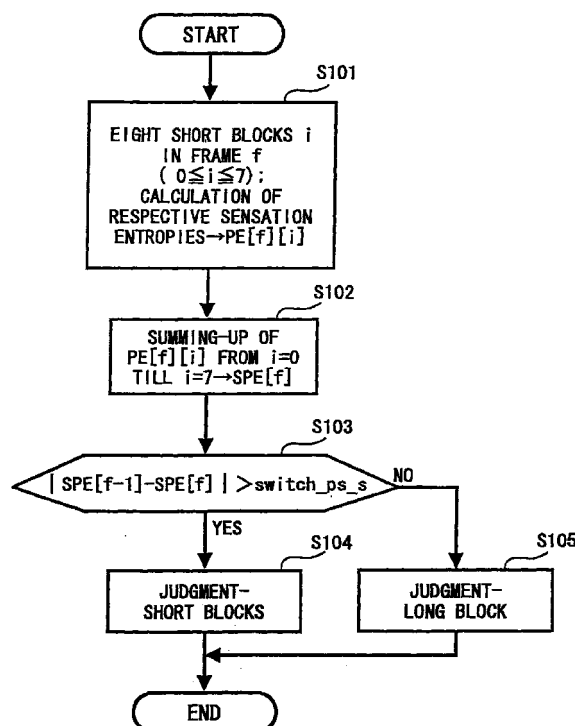 START
S101
EIGHT SHORT BLOCKS i
IN FRAME f
( 0≦i≦7);
CALCULATION OF
RESPECTIVE SENSATION
ENTROPIES→PE[f][i]
S102
SUMMING-UP OF
PE[f][i] FROM i=0
TILL i=7→SPE[f]
S103
| SPE[f-1]-SPE[f] | >switch_ps_s
NO
YES
S104
S105
JUDGMENT-
SHORT BLOCKS
JUDGMENT-
LONG BLOCK
END